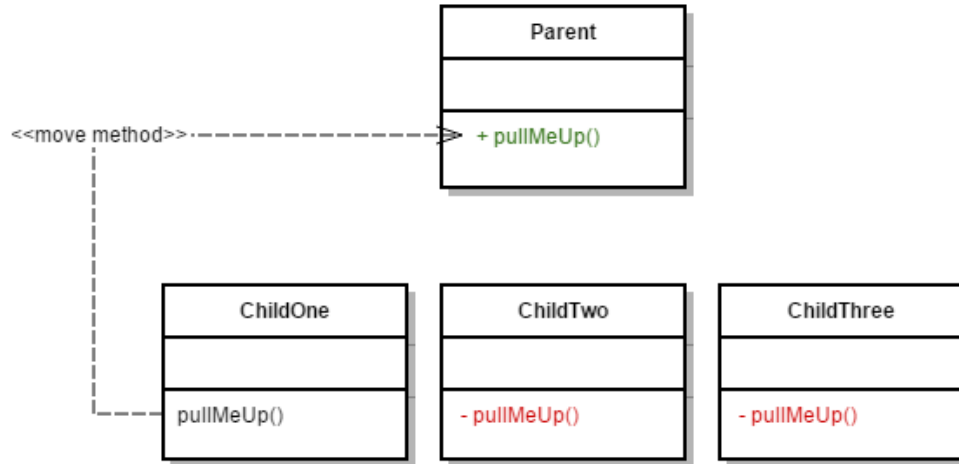 Parent
<<move method>>
+ pullMeUp()
ChildOne
ChildTwo
ChildThree
pullMeUp()
- pullMeUp()
- pullMeUp()